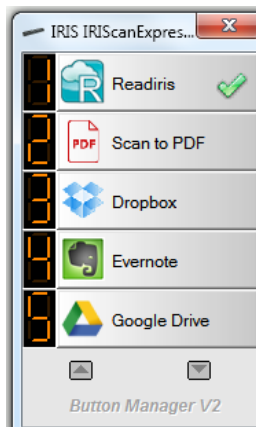 IRIS IRIScanExpres...
1 Readiris
2 PDF Scan to PDF
3 Dropbox
4 Evernote
5 Google Drive
Button Manager V2